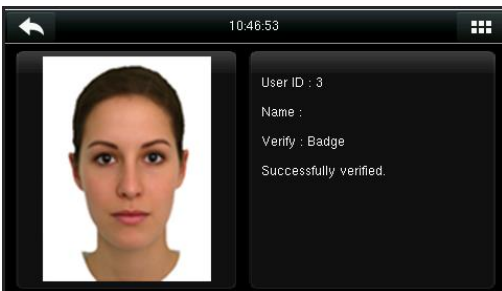 10:46:53
User ID : 3
Name :
Verify : Badge
Successfully verified.